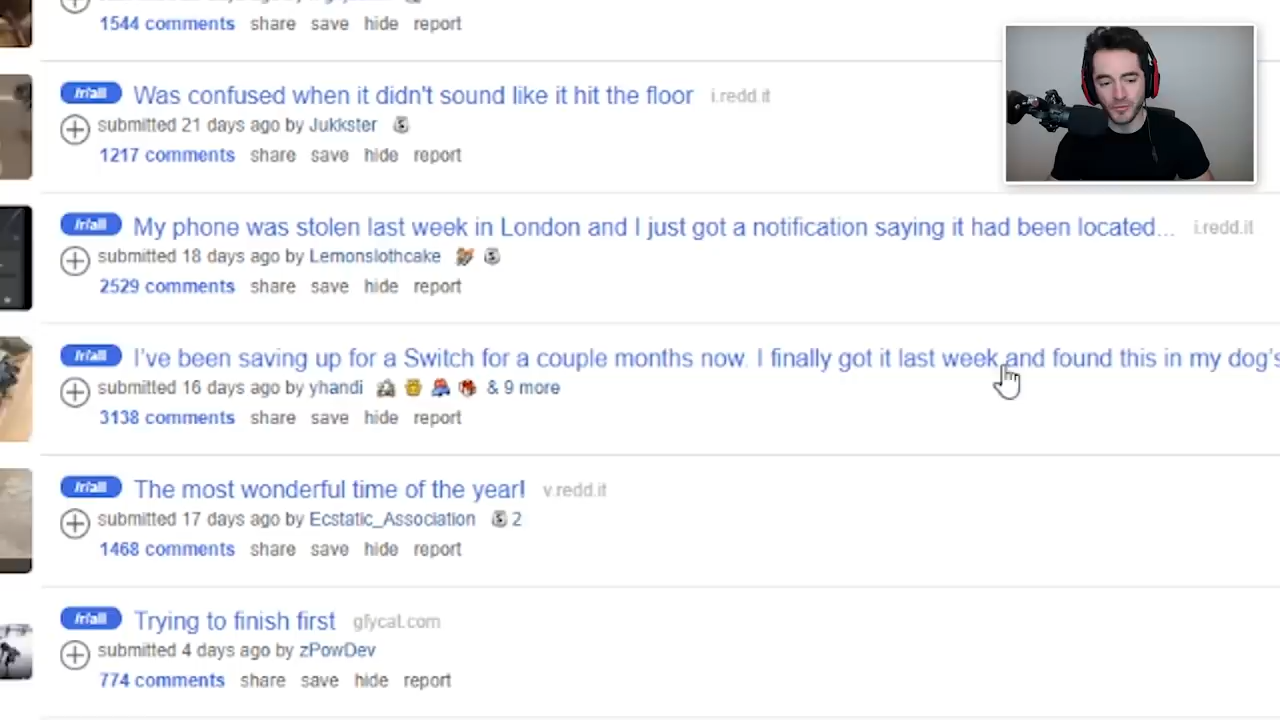 1544 comments share save hide report
/r/all Was confused when it didn't sound like it hit the floor i.redd.it
submitted 21 days ago by Jukkster
1217 comments share save hide report
/r/all My phone was stolen last week in London and I just got a notification saying it had been located... i.redd.it
submitted 18 days ago by Lemonslothcake
2529 comments share save hide report
/r/all I've been saving up for a Switch for a couple months now. I finally got it last week and found this in my dog's
submitted 16 days ago by yhandi & 9 more
3138 comments share save hide report
/r/all The most wonderful time of the year! v.redd.it
submitted 17 days ago by Ecstatic_Association 2
1468 comments share save hide report
/r/all Trying to finish first gfycat.com
submitted 4 days ago by zPowDev
774 comments share save hide report